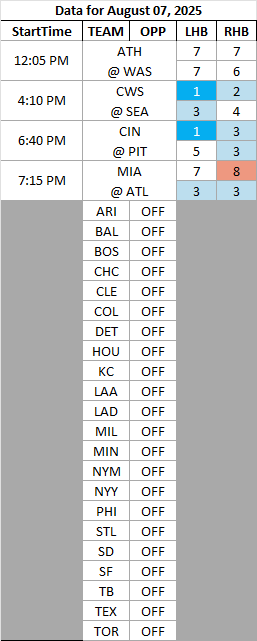 Data for August 07, 2025
StartTime TEAM OPP LHB RHB
12:05 PM
ATH 7 7
@ WAS 7 6
4:10 PM
CWS 1 2
@ SEA 3 4
6:40 PM
CIN 1 3
@ PIT 5 3
7:15 PM
MIA 7 8
@ ATL 3 3
ARI OFF
BAL OFF
BOS OFF
CHC OFF
CLE OFF
COL OFF
DET OFF
HOU OFF
KC OFF
LAA OFF
LAD OFF
MIL OFF
MIN OFF
NYM OFF
NYY OFF
PHI OFF
STL OFF
SD OFF
SF OFF
TB OFF
TEX OFF
TOR OFF